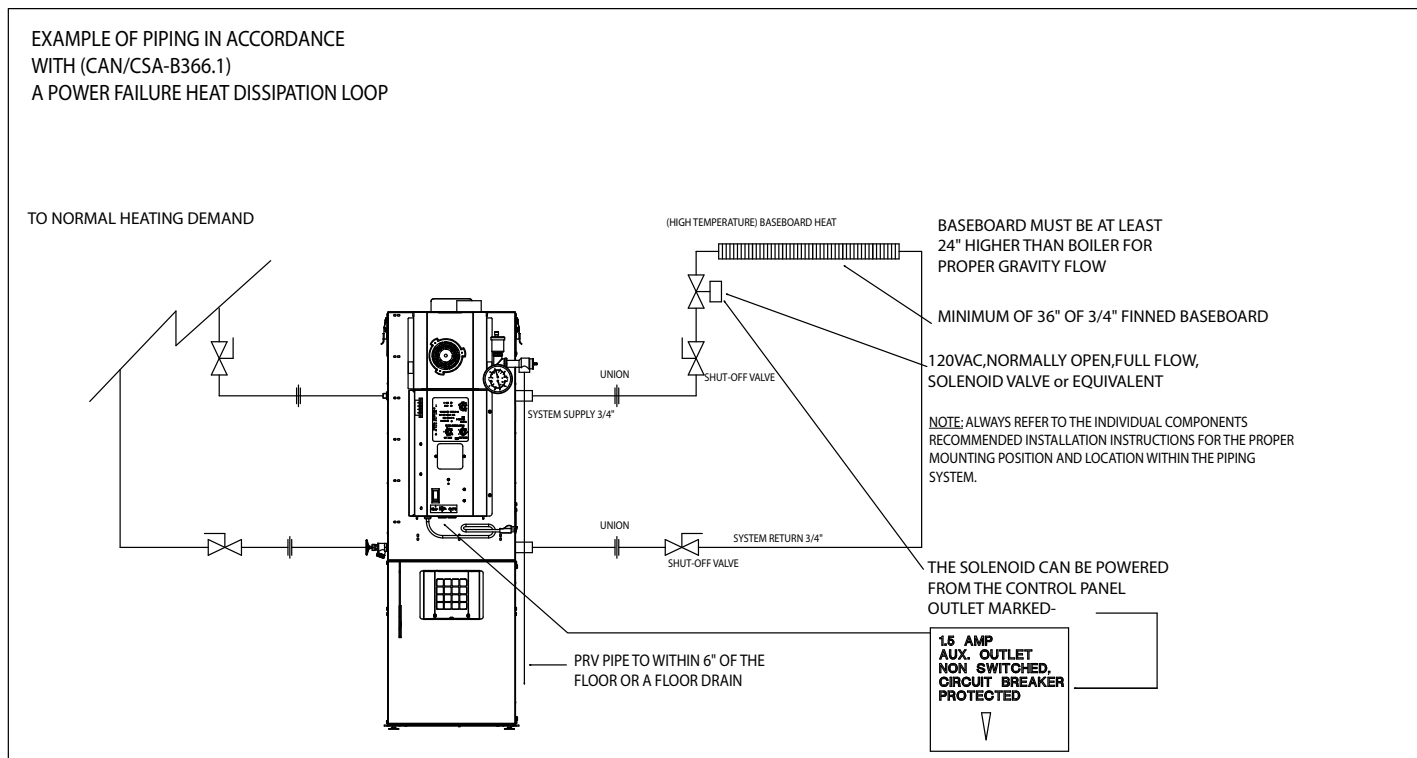 EXAMPLE OF PIPING IN ACCORDANCE
WITH (CAN/CSA-B366.1)
A POWER FAILURE HEAT DISSIPATION LOOP
TO NORMAL HEATING DEMAND
(HIGH TEMPERATURE) BASEBOARD HEAT
BASEBOARD MUST BE AT LEAST
24" HIGHER THAN BOILER FOR
PROPER GRAVITY FLOW
MINIMUM OF 36" OF 3/4" FINNED BASEBOARD
120VAC,NORMALLY OPEN,FULL FLOW,
SOLENOID VALVE or EQUIVALENT
UNION
SHUT-OFF VALVE
SYSTEM SUPPLY 3/4"
NOTE: ALWAYS REFER TO THE INDIVIDUAL COMPONENTS
RECOMMENDED INSTALLATION INSTRUCTIONS FOR THE PROPER
MOUNTING POSITION AND LOCATION WITHIN THE PIPING
SYSTEM.
UNION
SYSTEM RETURN 3/4"
SHUT-OFF VALVE
THE SOLENOID CAN BE POWERED
FROM THE CONTROL PANEL
OUTLET MARKED-
1.5 AMP
AUX. OUTLET
NON SWITCHED,
CIRCUIT BREAKER
PROTECTED
PRV PIPE TO WITHIN 6" OF THE
FLOOR OR A FLOOR DRAIN